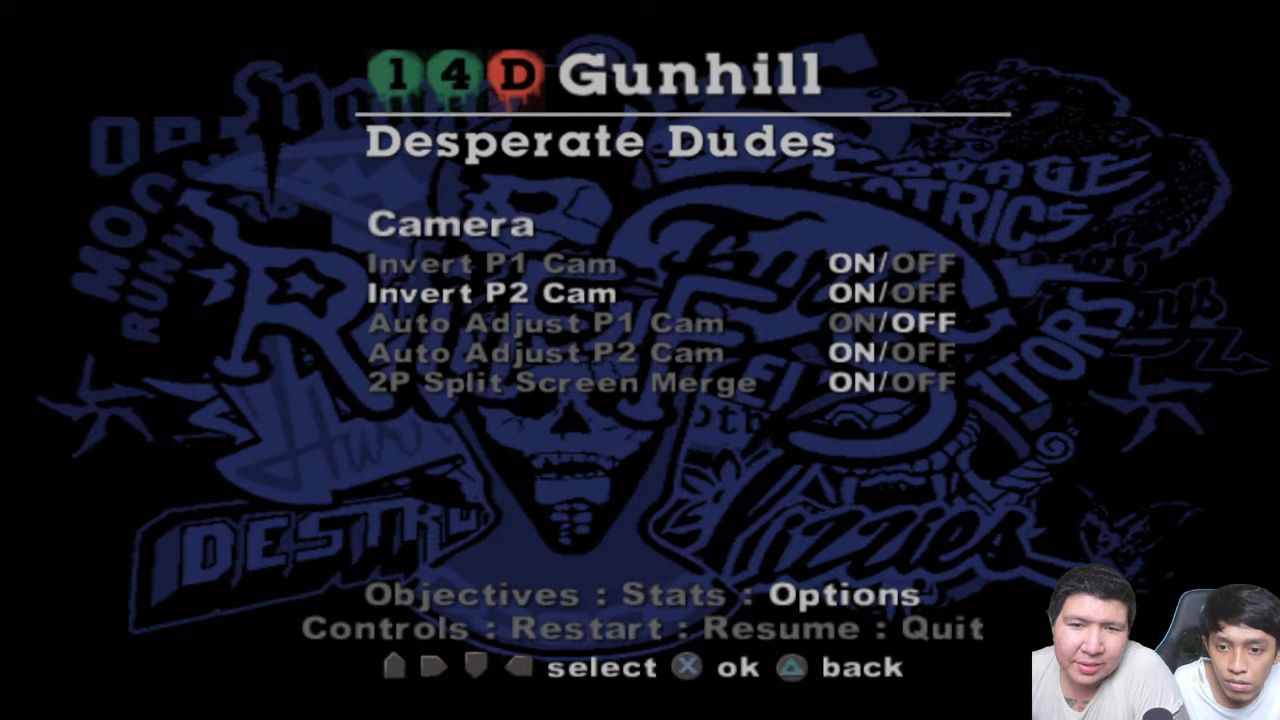 14D Gunhill
Desperate Dudes
Camera
Invert P1 Cam ON/OFF
Invert P2 Cam ON/OFF
Auto Adjust P1 Cam ON/OFF
Auto Adjust P2 Cam ON/OFF
2P Split Screen Merge ON/OFF
Objectives : Stats : Options
Controls : Restart : Resume : Quit
select ok back